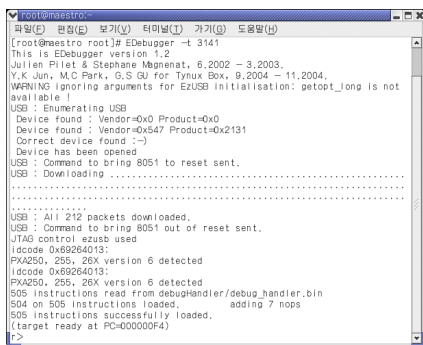 root@maestro:~
파일(F) 편집(E) 보기(V) 터미널(T) 가기(G) 도움말(H)
[root@maestro root]# EDebugger -t 3141
This is EDebugger version 1.2
Julien Pilet & Stephane Magnenat, 6.2002 - 3.2003.
Y.K Jun, M.C Park, G.S GU for Tynux Box, 9.2004 - 11.2004.
WARNING ignoring arguments for EzUSB initialisation: getopt_long is not
available !
USB : Enumerating USB
Device found : Vendor=0x0 Product=0x0
Device found : Vendor=0x547 Product=0x2131
Correct device found :-)
Device has been opened
USB : Command to bring 8051 to reset sent.
USB : Downloading ..................................................
....................................................................
....................................................................
..............
USB : All 212 packets downloaded.
USB : Command to bring 8051 out of reset sent.
JTAG control ezusb used
idcode 0x69264013:
PXA250, 255, 26X version 6 detected
idcode 0x69264013:
PXA250, 255, 26X version 6 detected
505 instructions read from debugHandler/debug_handler.bin
504 on 505 instructions loaded. adding 7 nops
505 instructions successfully loaded.
(target ready at PC=000000F4)
r>